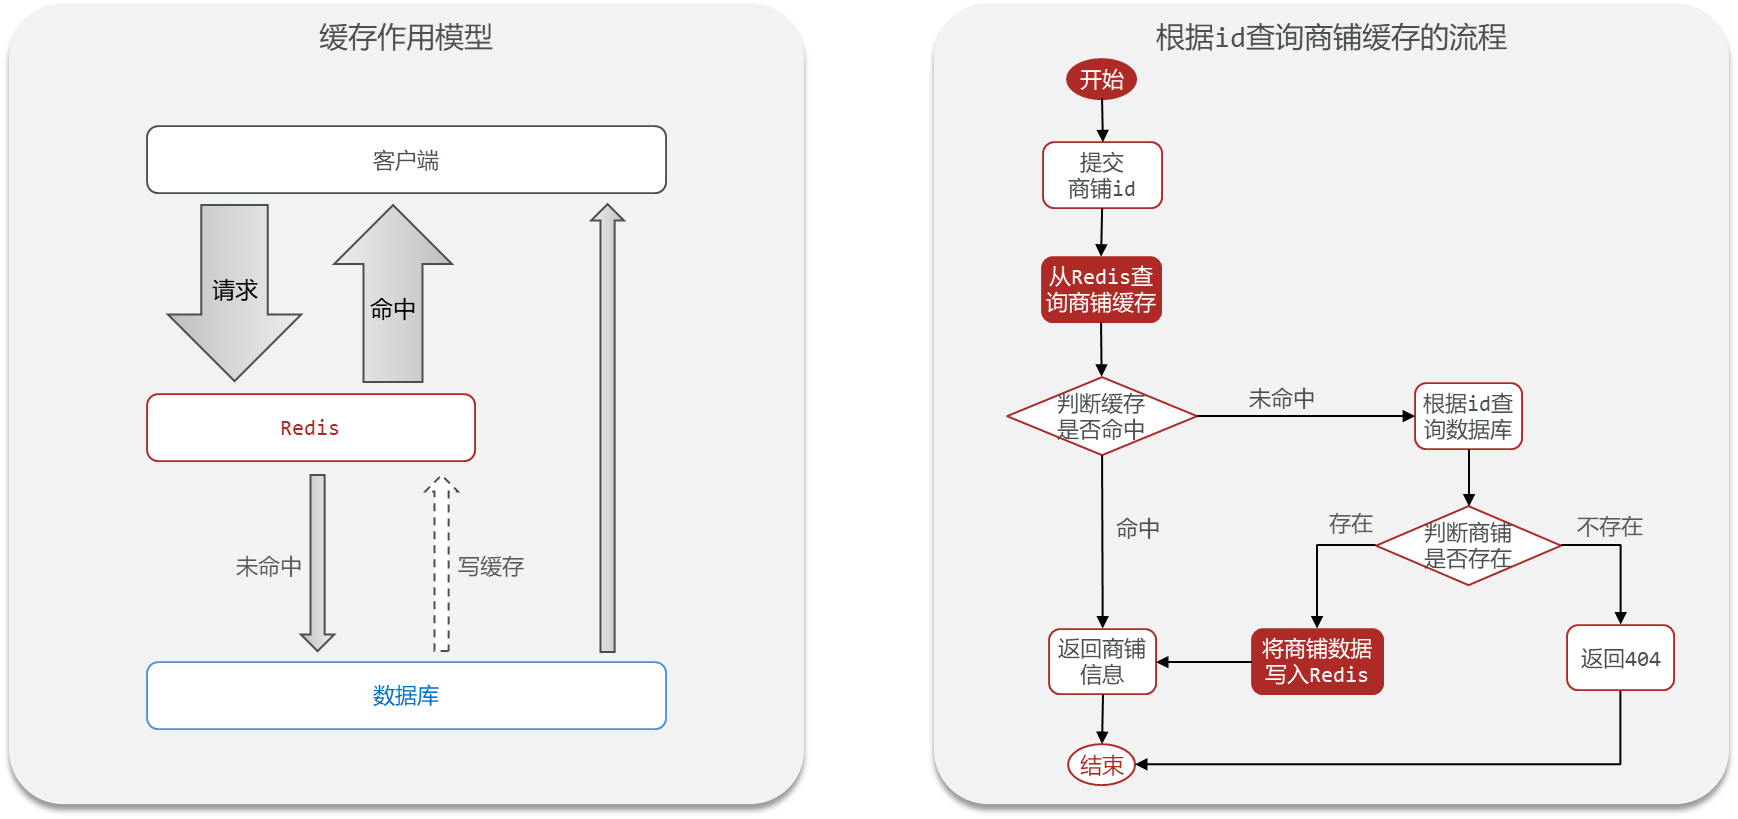 缓存作用模型
客户端
请求
命中
Redis
未命中
写缓存
数据库
根据id查询商铺缓存的流程
开始
提交
商铺id
从Redis查
询商铺缓存
判断缓存
是否命中
未命中
根据id查
询数据库
命中
存在
判断商铺
是否存在
不存在
返回商铺
信息
将商铺数据
写入Redis
返回404
结束